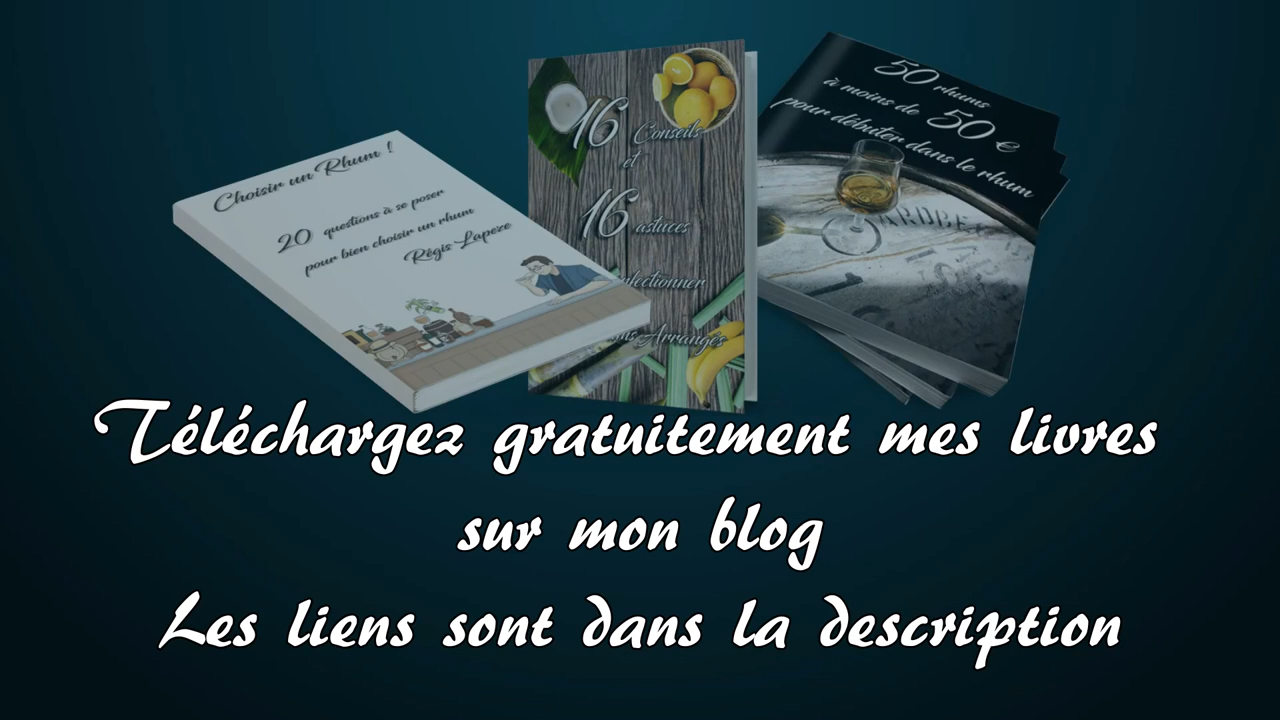 Choisir un Rhum !
20 questions à se poser
pour bien choisir un rhum
Régis Lapeze
16 Conseils
et
16 astuces
50 rhums
à moins de 50 €
pour débuter dans le rhum
Téléchargez gratuitement mes livres
sur mon blog
Les liens sont dans la description